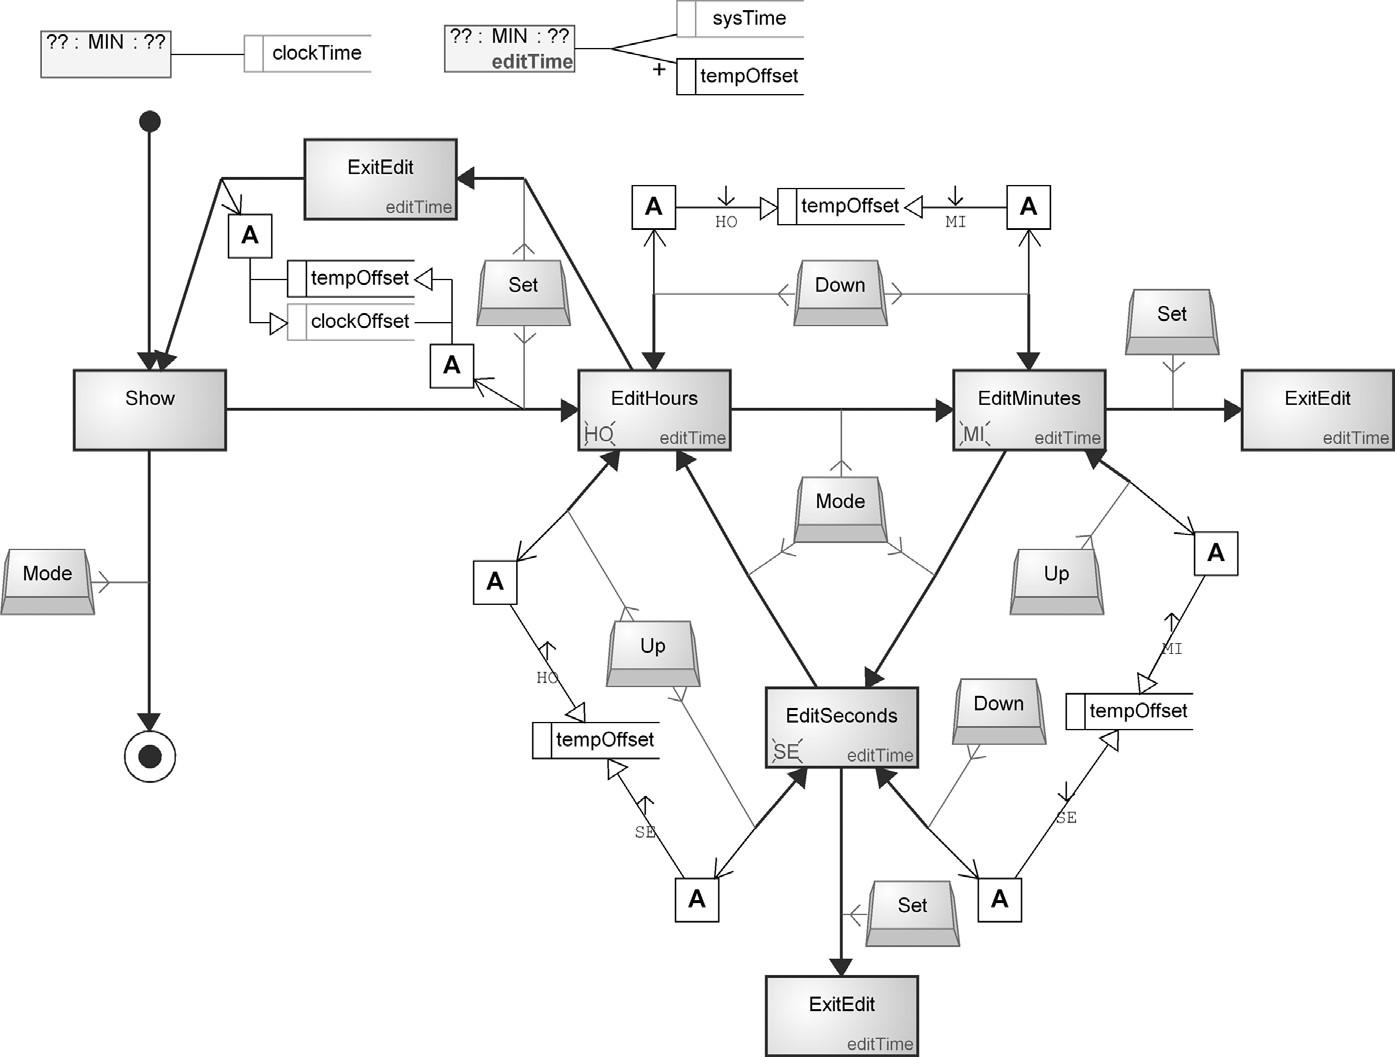 ?? : MIN : ??
clockTime
?? : MIN : ??
editTime
sysTime
+
tempOffset
ExitEdit
editTime
A
tempOffset
clockOffset
A
Set
A
HO
tempOffset
MI
A
Down
Set
Show
EditHours
HO
editTime
EditMinutes
MI
editTime
ExitEdit
editTime
Mode
Mode
A
HO
Up
tempOffset
SE
A
Up
A
MI
tempOffset
Down
SE
A
EditSeconds
SE
editTime
Set
ExitEdit
editTime